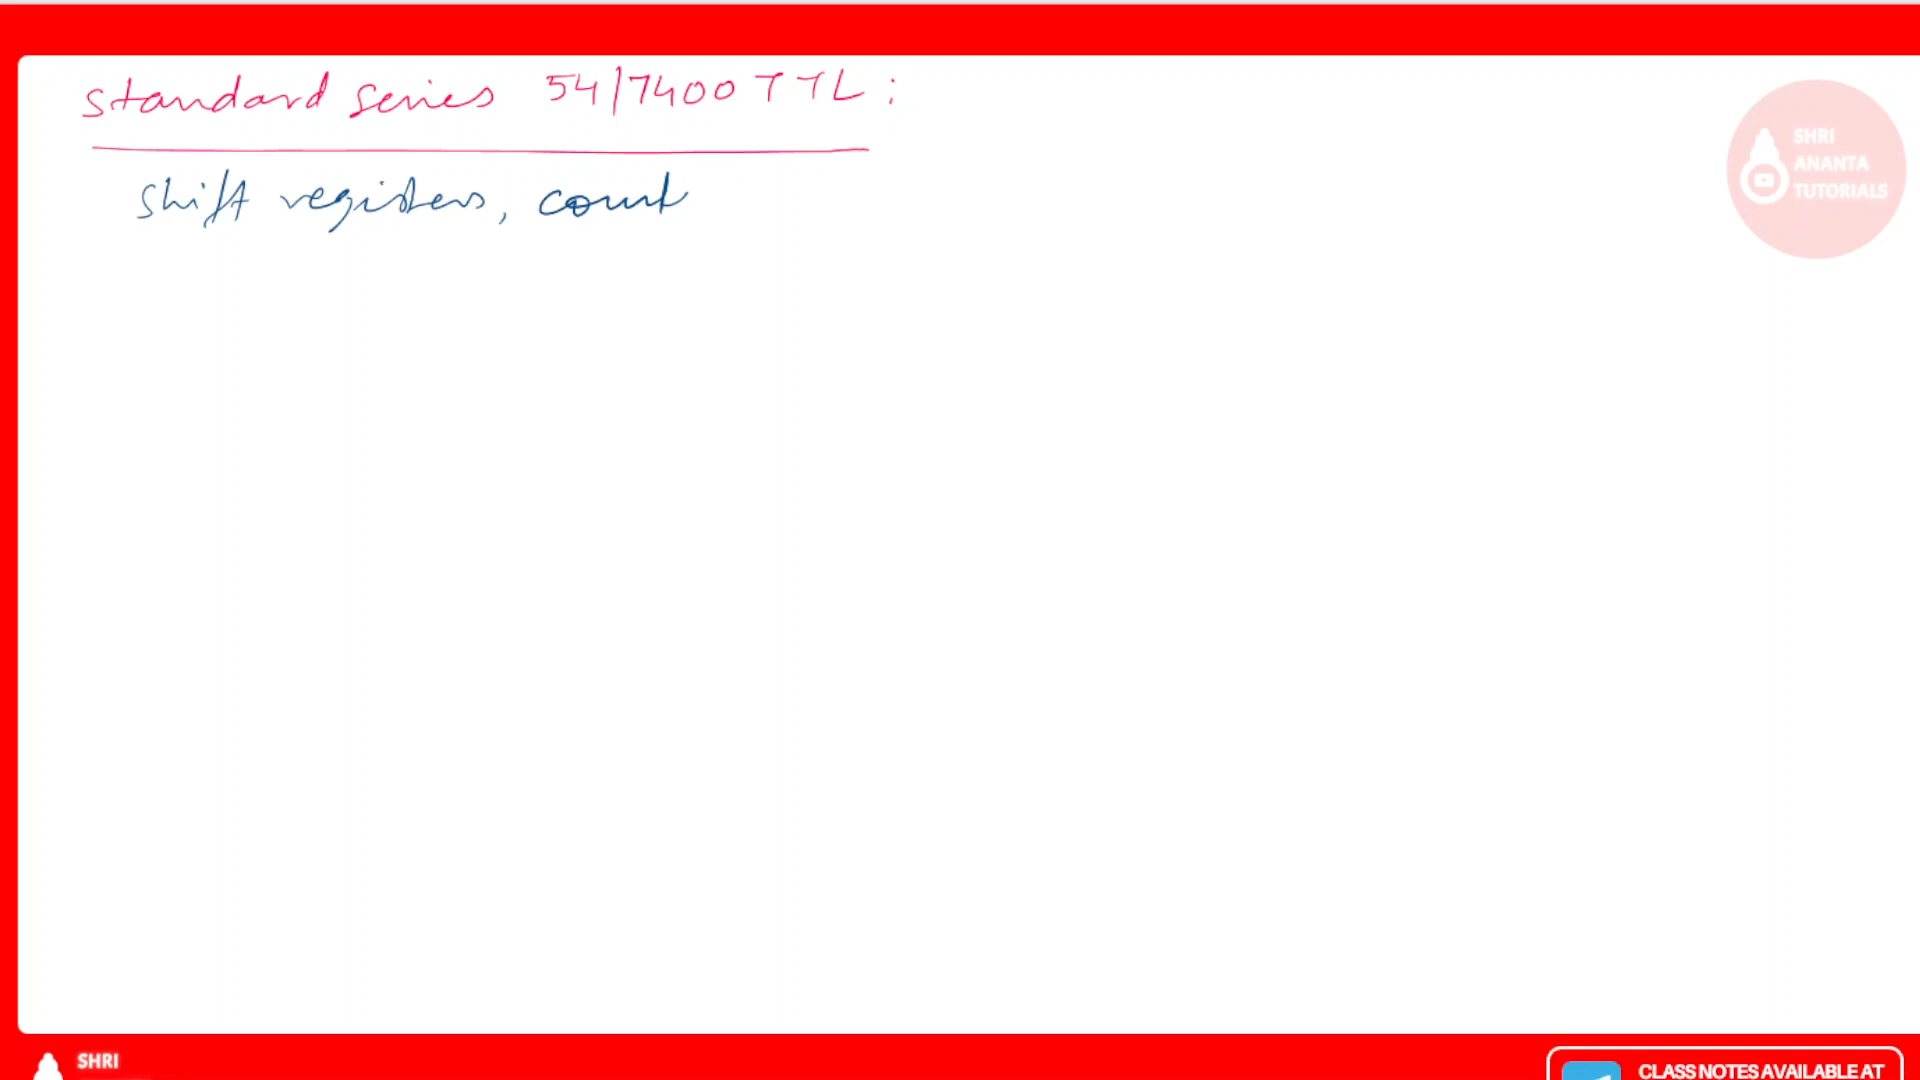 standard series 54/7400 TTL :
shift registers, count
SHRI
ANANTA
TUTORIALS
SHRI
CLASS NOTES AVAILABLE AT